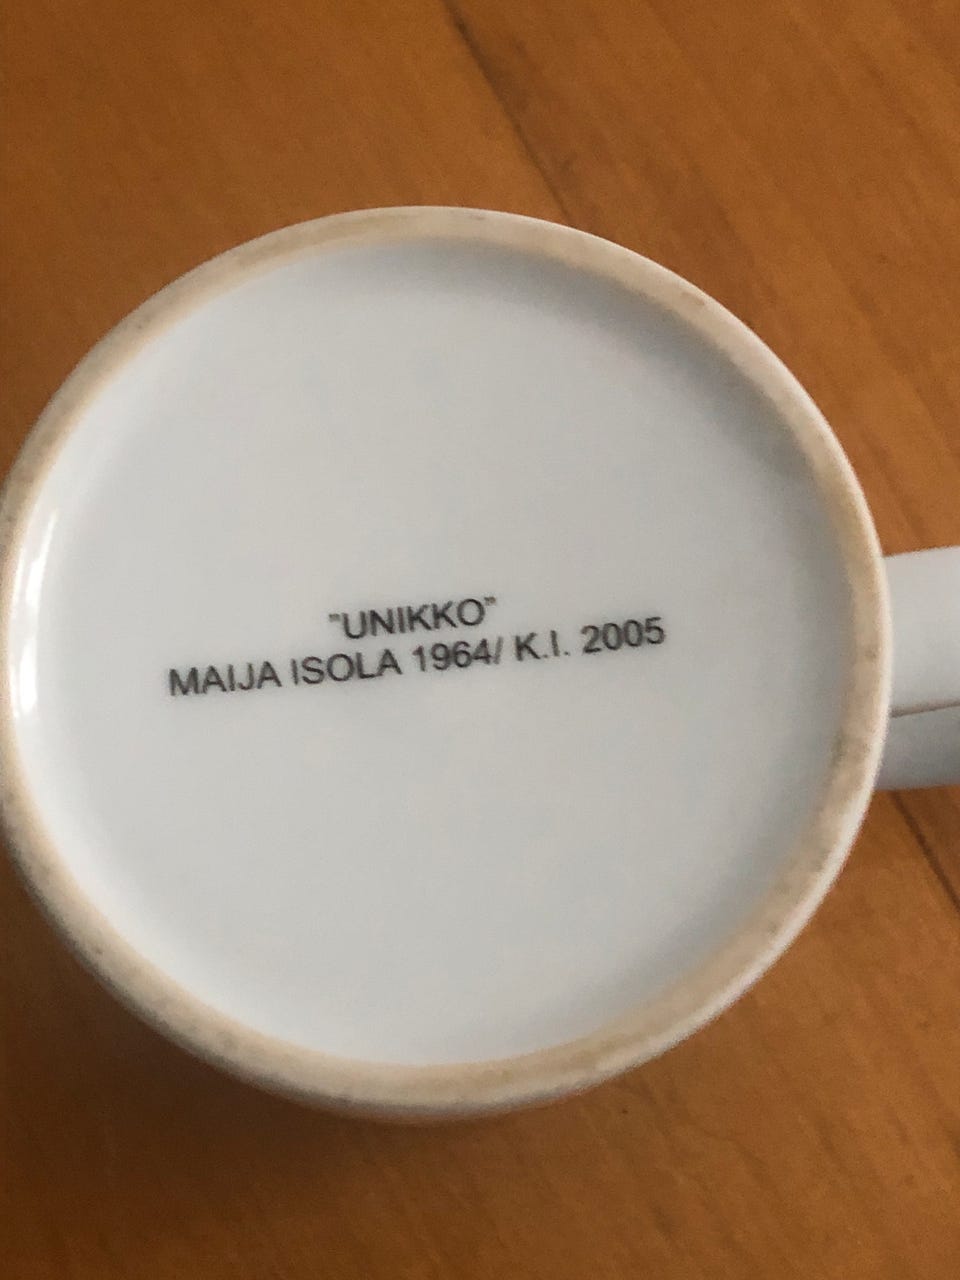 "UNIKKO"
MAIJA ISOLA 1964/ K.I. 2005